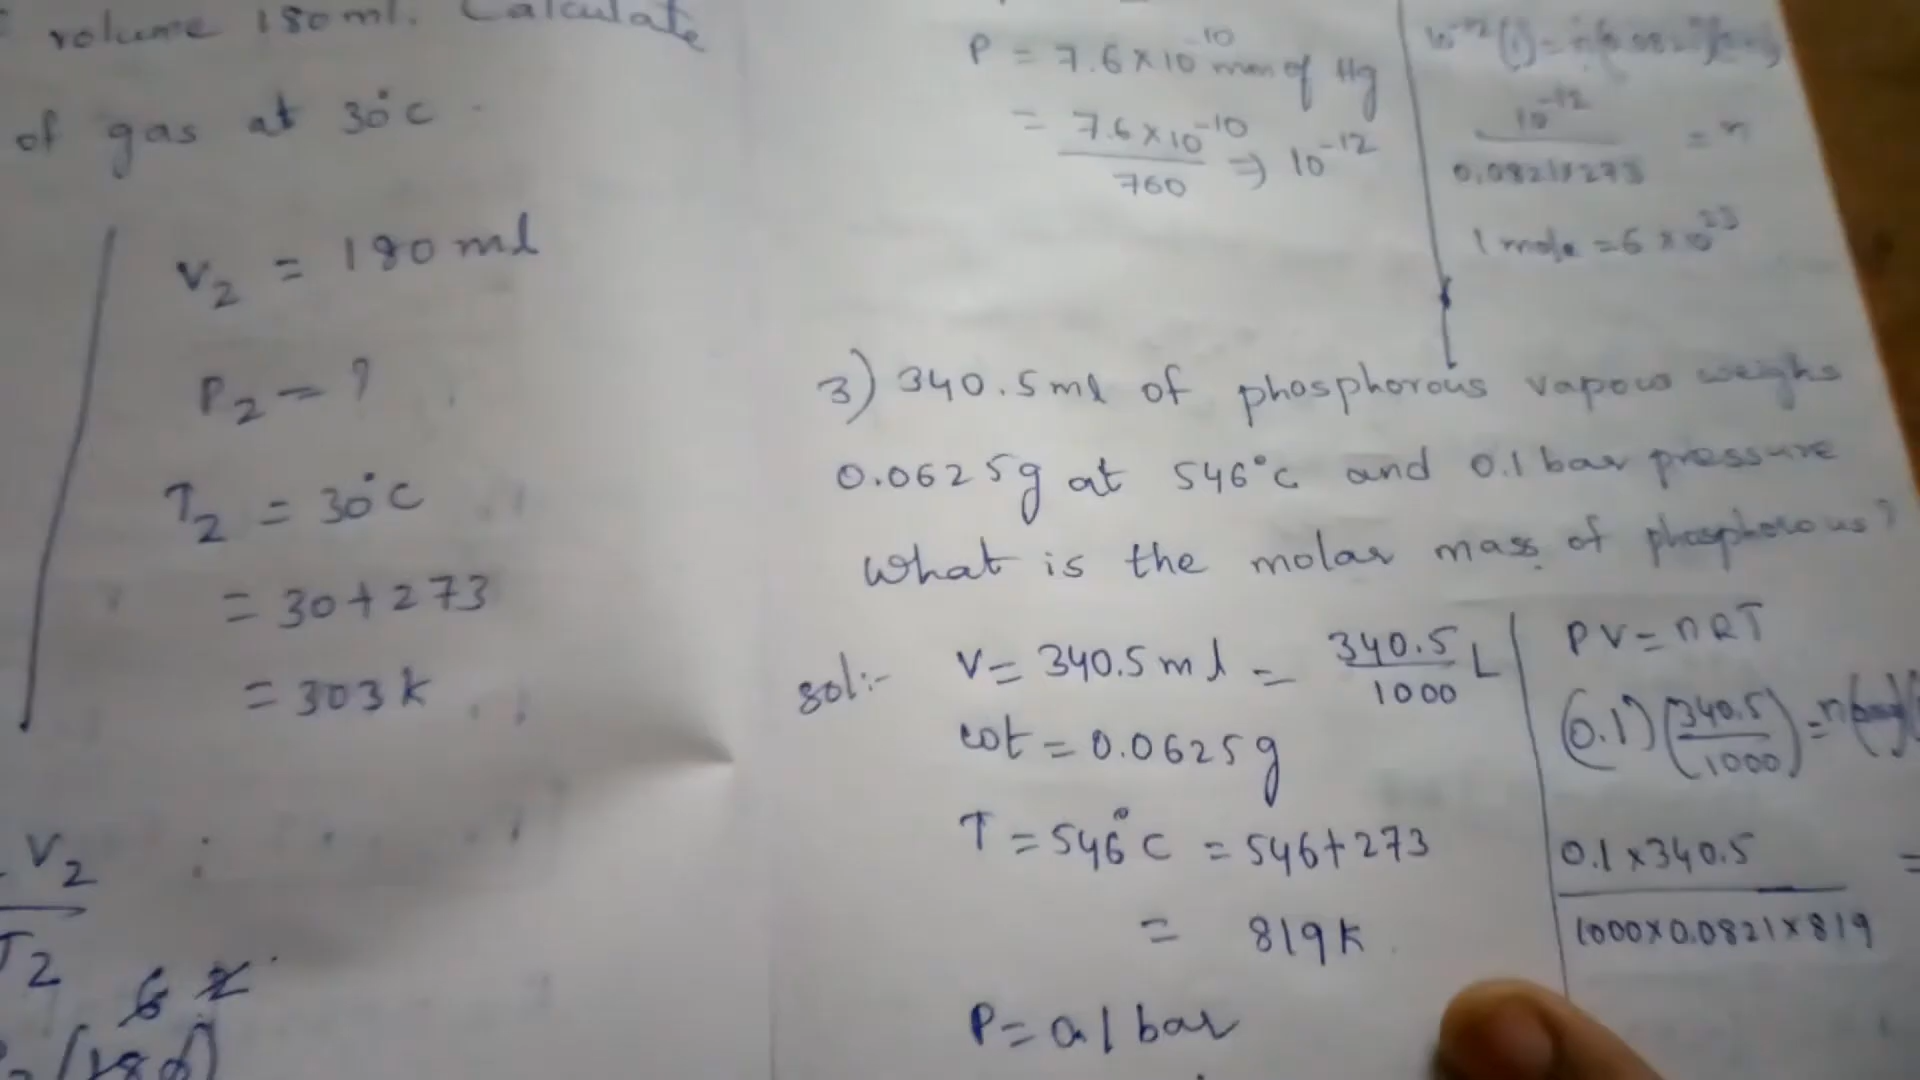 volume 180ml. Calculate
of gas at 30°c.
V2 = 180 ml
P2 = ?
T2 = 30°c
= 30+273
= 303k
V2
T2
6 2
(180)
P = 7.6×10^-10 mm of Hg
= 7.6×10^-10 / 760 ⇒ 10^-12
10^-12 / 0.0821×273 = n
1 mole = 6×10^23
3) 340.5ml of phosphorous vapour weighs
0.0625g at 546°c and 0.1 bar pressure
What is the molar mass of phosphorous?
sol:- V= 340.5 ml = 340.5/1000 L
wt = 0.0625g
T = 546°C = 546+273
= 819k
P= 0.1 bar
PV= nRT
(0.1) (340.5/1000) = n
0.1×340.5 / 1000×0.0821×819 =